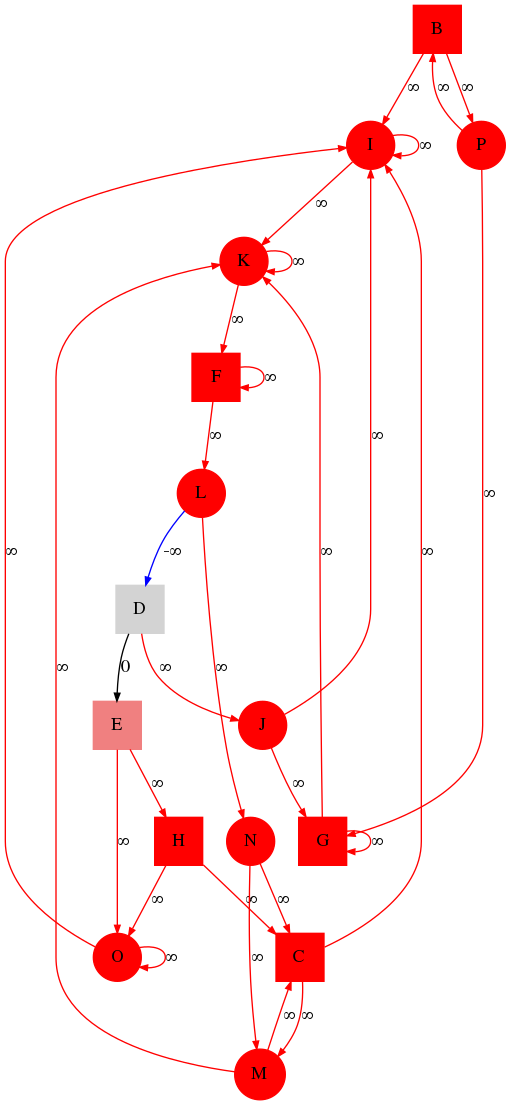 B
∞ ∞ ∞
I ∞ P
∞
K ∞
∞
F ∞
∞ ∞
L
∞ -∞ ∞ ∞
D
∞ 0 ∞ ∞
E J
∞ ∞
H N G ∞
∞
∞ ∞ ∞
O ∞ ∞ C
∞ ∞
M